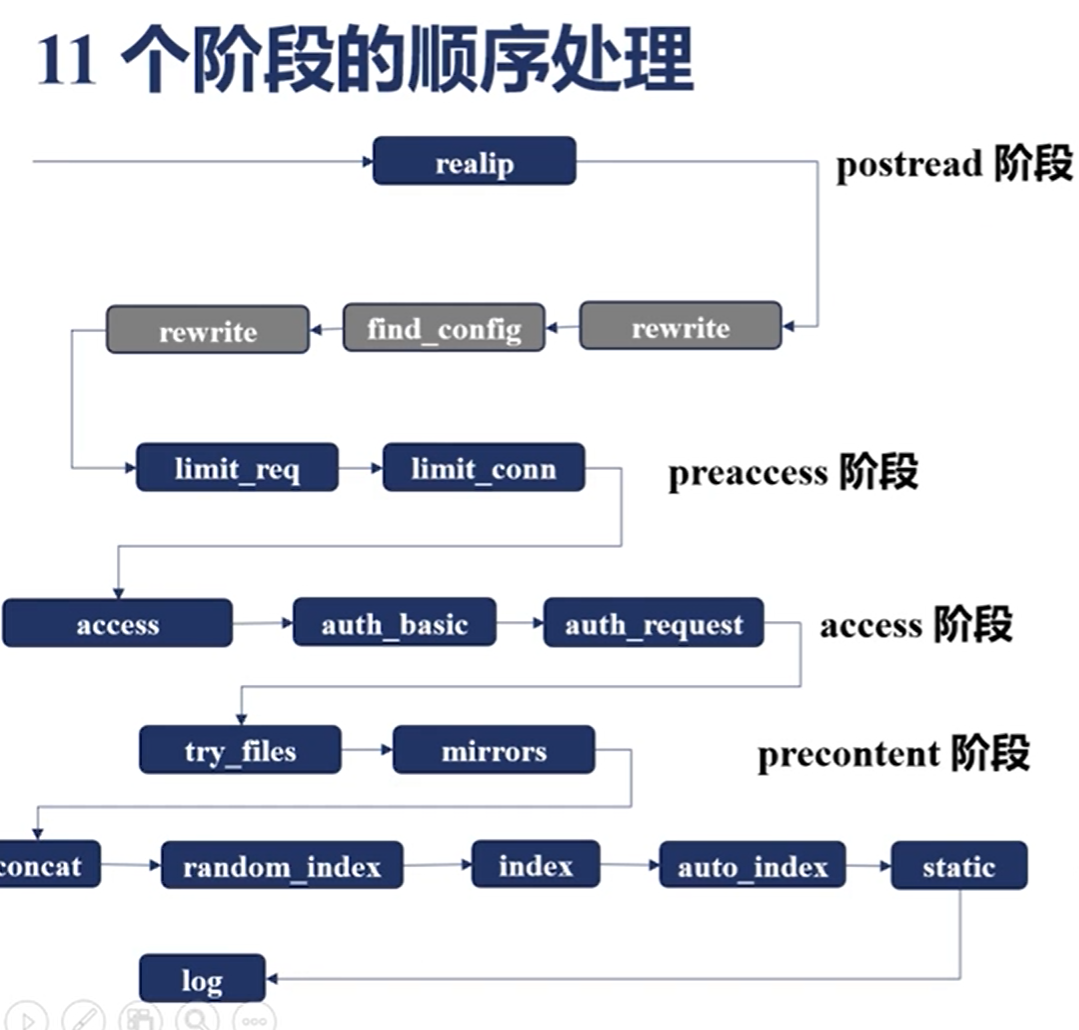 11 个阶段的顺序处理
realip
postread 阶段
rewrite find_config rewrite
limit_req limit_conn
preaccess 阶段
access auth_basic auth_request
access 阶段
try_files mirrors
precontent 阶段
concat random_index index auto_index static
log